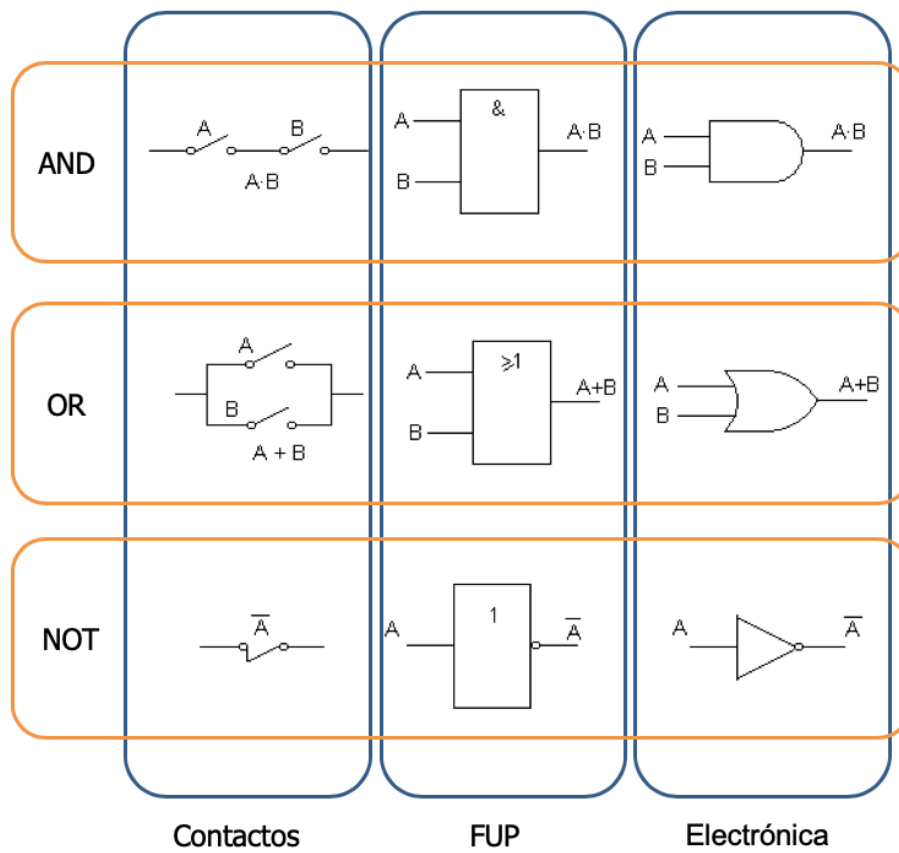 A B
A·B
A
B
&
A·B
A
B
A·B
AND
A
B
A + B
A
B
≥1
A+B
A
B
A+B
OR
A̅
A
1
A̅
A
A̅
NOT
Contactos FUP Electrónica